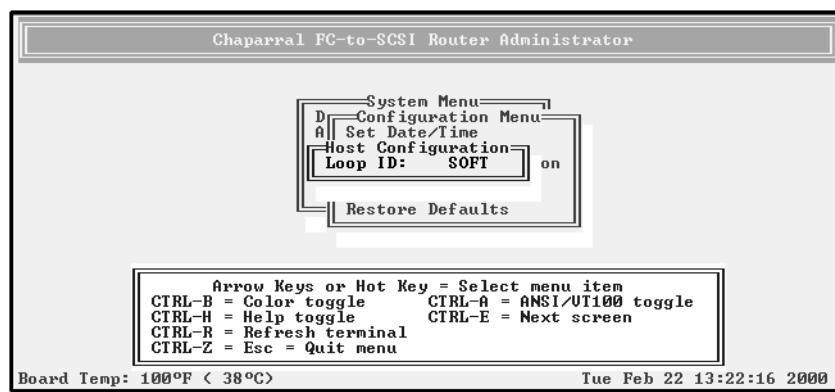 Chaparral FC-to-SCSI Router Administrator
System Menu
D Configuration Menu
A Set Date/Time
Host Configuration
Loop ID: SOFT on
Restore Defaults
Arrow Keys or Hot Key = Select menu item
CTRL-B = Color toggle CTRL-A = ANSI/VT100 toggle
CTRL-H = Help toggle CTRL-E = Next screen
CTRL-R = Refresh terminal
CTRL-Z = Esc = Quit menu
Board Temp: 100ºF ( 38ºC) Tue Feb 22 13:22:16 2000